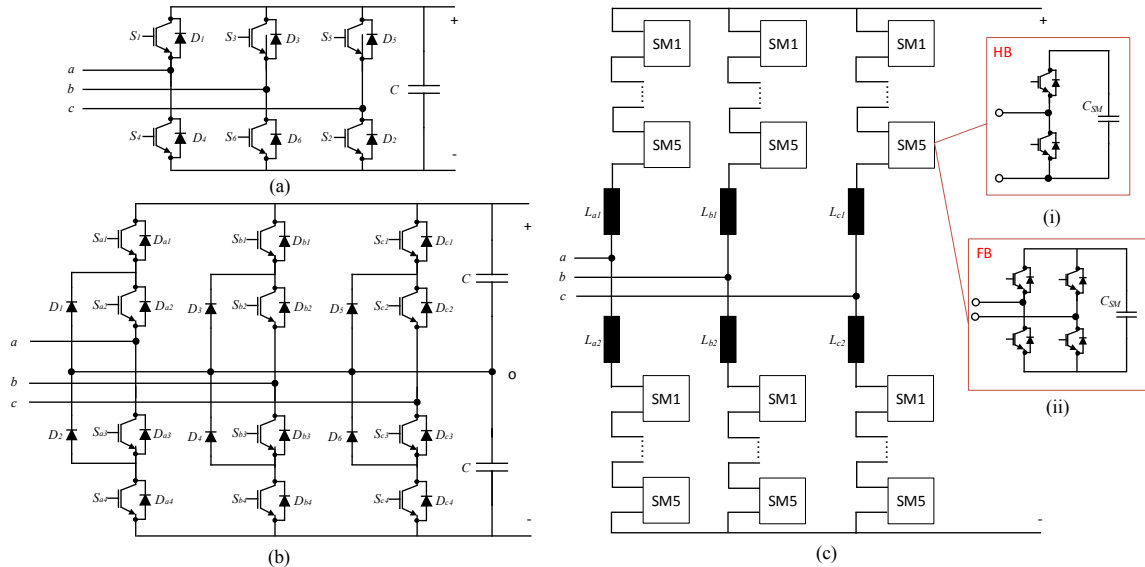 S1 D1 S3 D3 S5 D5 +
a
b
c
C
S4 D4 S6 D6 S2 D2 -
(a)
Sa1 Da1 Sb1 Db1 Sc1 Dc1 +
C
D1 Sa2 Da2 D3 Sb2 Db2 D5 Sc2 Dc2
a
o
b
c
D2 Sa3 Da3 D4 Sb3 Db3 D6 Sc3 Dc3
C
Sa4 Da4 Sb4 Db4 Sc4 Dc4 -
(b)
+
SM1 SM1 SM1
SM5 SM5 SM5
La1 Lb1 Lc1
a
b
c
La2 Lb2 Lc2
SM1 SM1 SM1
SM5 SM5 SM5
-
(c)
HB
CSM
(i)
FB
CSM
(ii)